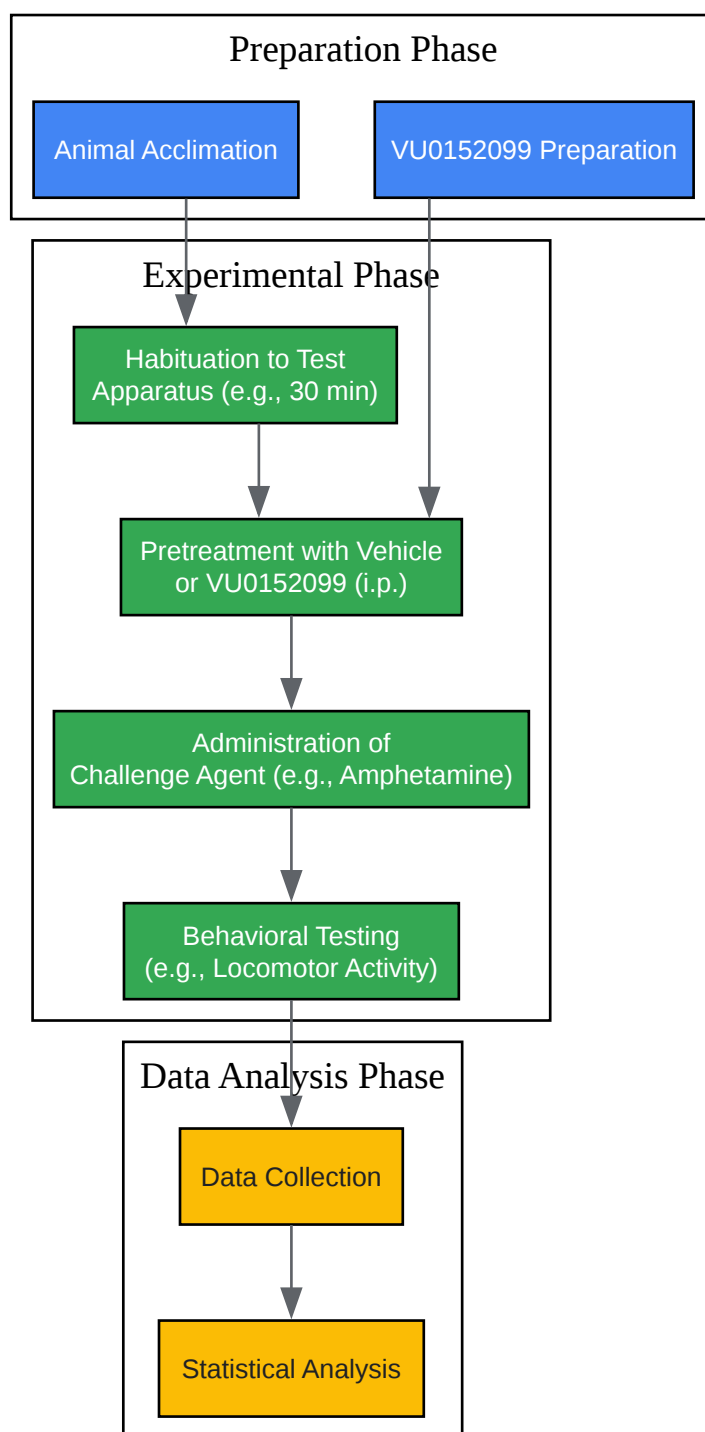 Preparation Phase
Animal Acclimation
VU0152099 Preparation
Experimental Phase
Habituation to Test
Apparatus (e.g., 30 min)
Pretreatment with Vehicle
or VU0152099 (i.p.)
Administration of
Challenge Agent (e.g., Amphetamine)
Behavioral Testing
(e.g., Locomotor Activity)
Data Analysis Phase
Data Collection
Statistical Analysis